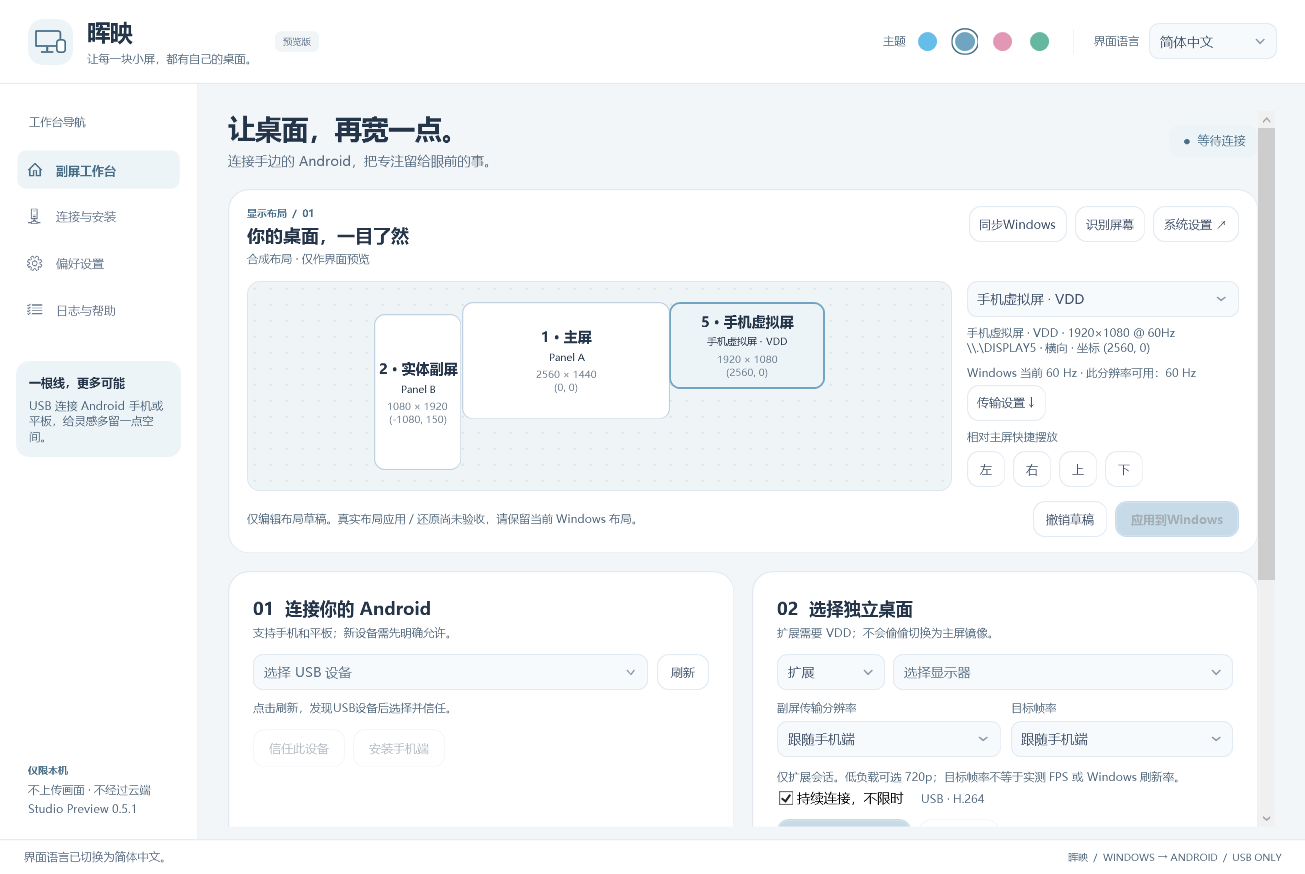 晖映
让每一块小屏，都有自己的桌面。
预览版
主题
界面语言
简体中文
工作台导航
副屏工作台
连接与安装
偏好设置
日志与帮助
一根线，更多可能
USB 连接 Android 手机或
平板，给灵感多留一点空
间。
仅限本机
不上传画面 · 不经过云端
Studio Preview 0.5.1
让桌面，再宽一点。
连接手边的 Android，把专注留给眼前的事。
• 等待连接
显示布局 / 01
你的桌面，一目了然
合成布局 · 仅作界面预览
同步Windows
识别屏幕
系统设置 ↗
2 • 实体副屏
Panel B
1080 × 1920
(-1080, 150)
1 • 主屏
Panel A
2560 × 1440
(0, 0)
5 • 手机虚拟屏
手机虚拟屏 · VDD
1920 × 1080
(2560, 0)
手机虚拟屏 · VDD
手机虚拟屏 · VDD · 1920×1080 @ 60Hz
\\.\DISPLAY5 · 横向 · 坐标 (2560, 0)
Windows 当前 60 Hz · 此分辨率可用：60 Hz
传输设置↓
相对主屏快捷摆放
左
右
上
下
仅编辑布局草稿。真实布局应用 / 还原尚未验收，请保留当前 Windows 布局。
撤销草稿
应用到Windows
01 连接你的 Android
支持手机和平板；新设备需先明确允许。
选择 USB 设备
刷新
点击刷新，发现USB设备后选择并信任。
信任此设备
安装手机端
02 选择独立桌面
扩展需要 VDD；不会偷偷切换为主屏镜像。
扩展
选择显示器
副屏传输分辨率
目标帧率
跟随手机端
跟随手机端
仅扩展会话。低负载可选 720p；目标帧率不等于实测 FPS 或 Windows 刷新率。
持续连接，不限时
USB · H.264
界面语言已切换为简体中文。
晖映 / WINDOWS → ANDROID / USB ONLY